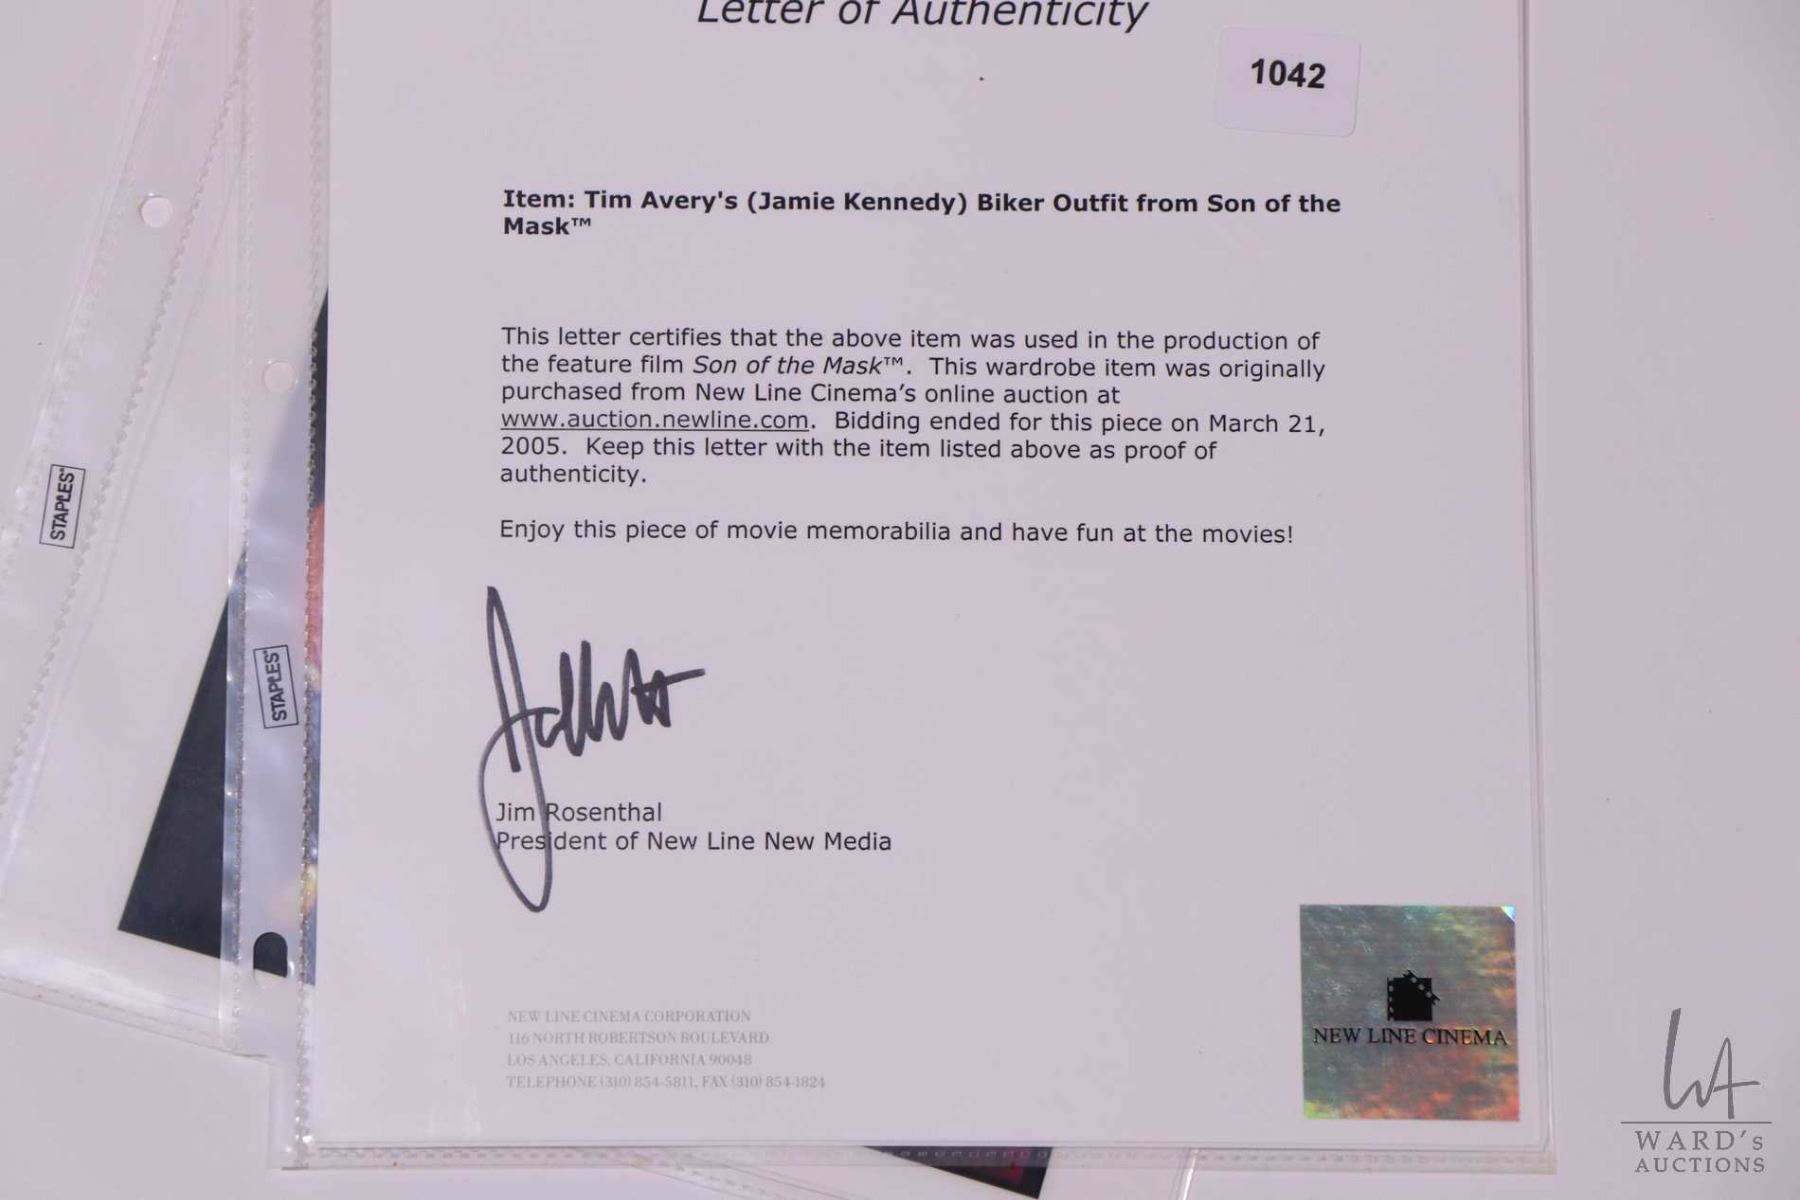 Letter of Authenticity
1042
Item: Tim Avery's (Jamie Kennedy) Biker Outfit from Son of the
Mask™
This letter certifies that the above item was used in the production of
the feature film Son of the Mask™. This wardrobe item was originally
purchased from New Line Cinema's online auction at
www.auction.newline.com. Bidding ended for this piece on March 21,
2005. Keep this letter with the item listed above as proof of
authenticity.
Enjoy this piece of movie memorabilia and have fun at the movies!
Jim Rosenthal
President of New Line New Media
NEW LINE CINEMA CORPORATION
116 NORTH ROBERTSON BOULEVARD
LOS ANGELES, CALIFORNIA 90048
TELEPHONE (310) 854-5811, FAX (310) 854-1824
NEW LINE CINEMA
STAPLES
STAPLES
WA
WARD's
AUCTIONS